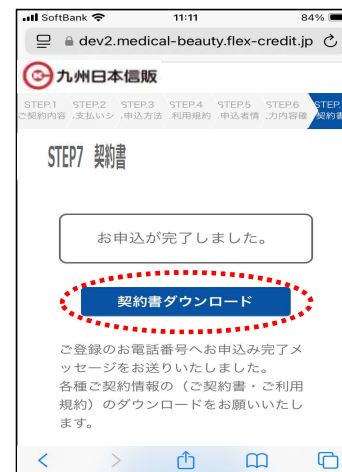 SoftBank 11:11 84%
dev2.medical-beauty.flex-credit.jp
九州日本信販
STEP.1 STEP.2 STEP.3 STEP.4 STEP.5 STEP.6 STEP.
ご契約内容 .支払いシ .申込方法 利用規約 .申込者情 .力内容確 契約書
STEP7 契約書
お申込が完了しました。
契約書ダウンロード
ご登録のお電話番号へお申込み完了メ
ッセージをお送りいたしました。
各種ご契約情報の（ご契約書・ご利用
規約）のダウンロードをお願いいたし
ます。